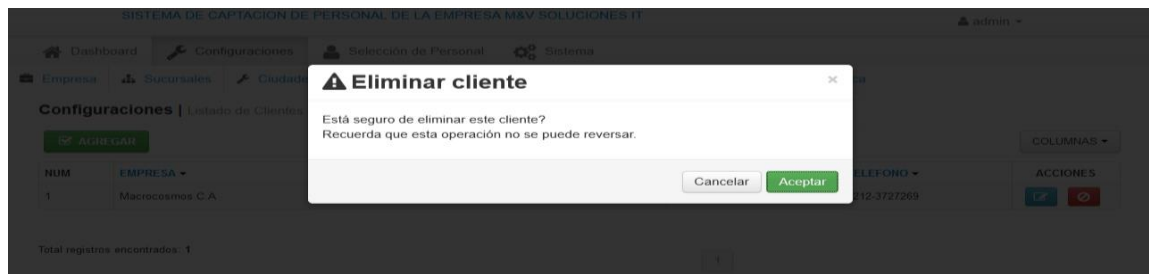 SISTEMA DE CAPTACION DE PERSONAL DE LA EMPRESA M&V SOLUCIONES IT
admin
Dashboard Configuraciones Selección de Personal Sistema
Empresa Sucursales
Eliminar cliente ×
Configuraciones | Listado de Clientes
Está seguro de eliminar este cliente?
Recuerda que esta operación no se puede reversar.
AGREGAR COLUMNAS
Cancelar Aceptar
NUM EMPRESA ACCIONES
1 Macrocosmos C.A 212-3727269
Total registros encontrados: 1
1